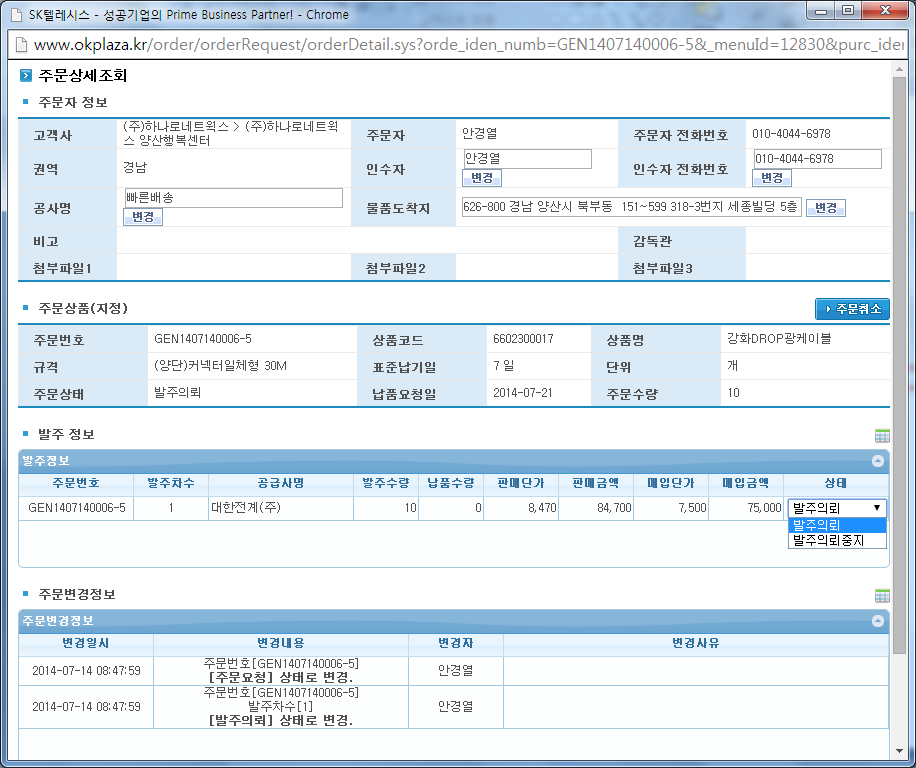 SK텔레시스 - 성공기업의 Prime Business Partner! - Chrome
www.okplaza.kr/order/orderRequest/orderDetail.sys?orde_iden_numb=GEN1407140006-5&_menuId=12830&purc_iden
주문상세조회
주문자 정보
고객사 (주)하나로네트웍스 > (주)하나로네트웍스 양산행복센터 주문자 안경열 주문자 전화번호 010-4044-6978
권역 경남 인수자 안경열 변경 인수자 전화번호 010-4044-6978 변경
공사명 빠른배송 변경 물품도착지 626-800 경남 양산시 북부동 151~599 318-3번지 세종빌딩 5층 변경
비고 감독관
첨부파일1 첨부파일2 첨부파일3
주문상품(지정) 주문취소
주문번호 GEN1407140006-5 상품코드 6602300017 상품명 강화DROP광케이블
규격 (양단)커넥터일체형 30M 표준납기일 7 일 단위 개
주문상태 발주의뢰 납품요청일 2014-07-21 주문수량 10
발주 정보
발주정보
주문번호 발주차수 공급사명 발주수량 납품수량 판매단가 판매금액 매입단가 매입금액 상태
GEN1407140006-5 1 대한전계(주) 10 0 8,470 84,700 7,500 75,000 발주의뢰
발주의뢰
발주의뢰중지
주문변경정보
주문변경정보
변경일시 변경내용 변경자 변경사유
2014-07-14 08:47:59 주문번호[GEN1407140006-5] 안경열
[주문요청] 상태로 변경.
2014-07-14 08:47:59 주문번호[GEN1407140006-5] 안경열
발주차수[1]
[발주의뢰] 상태로 변경.